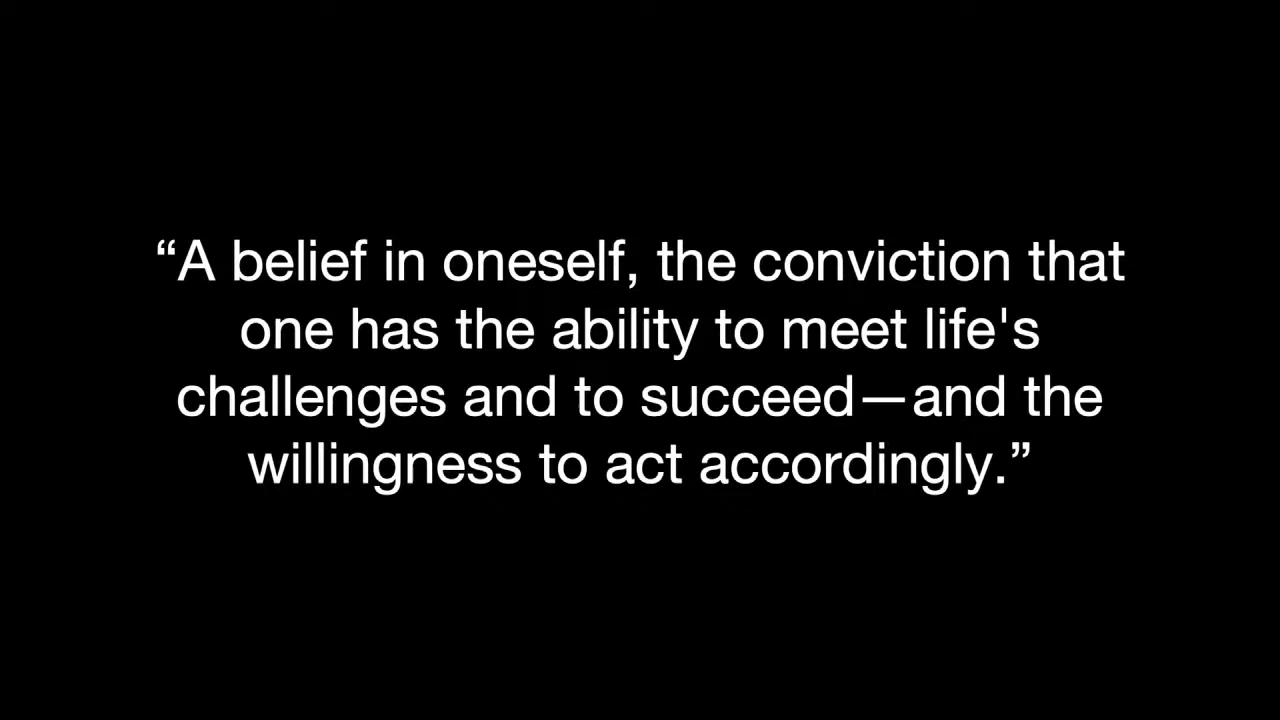 “A belief in oneself, the conviction that
one has the ability to meet life's
challenges and to succeed—and the
willingness to act accordingly.”